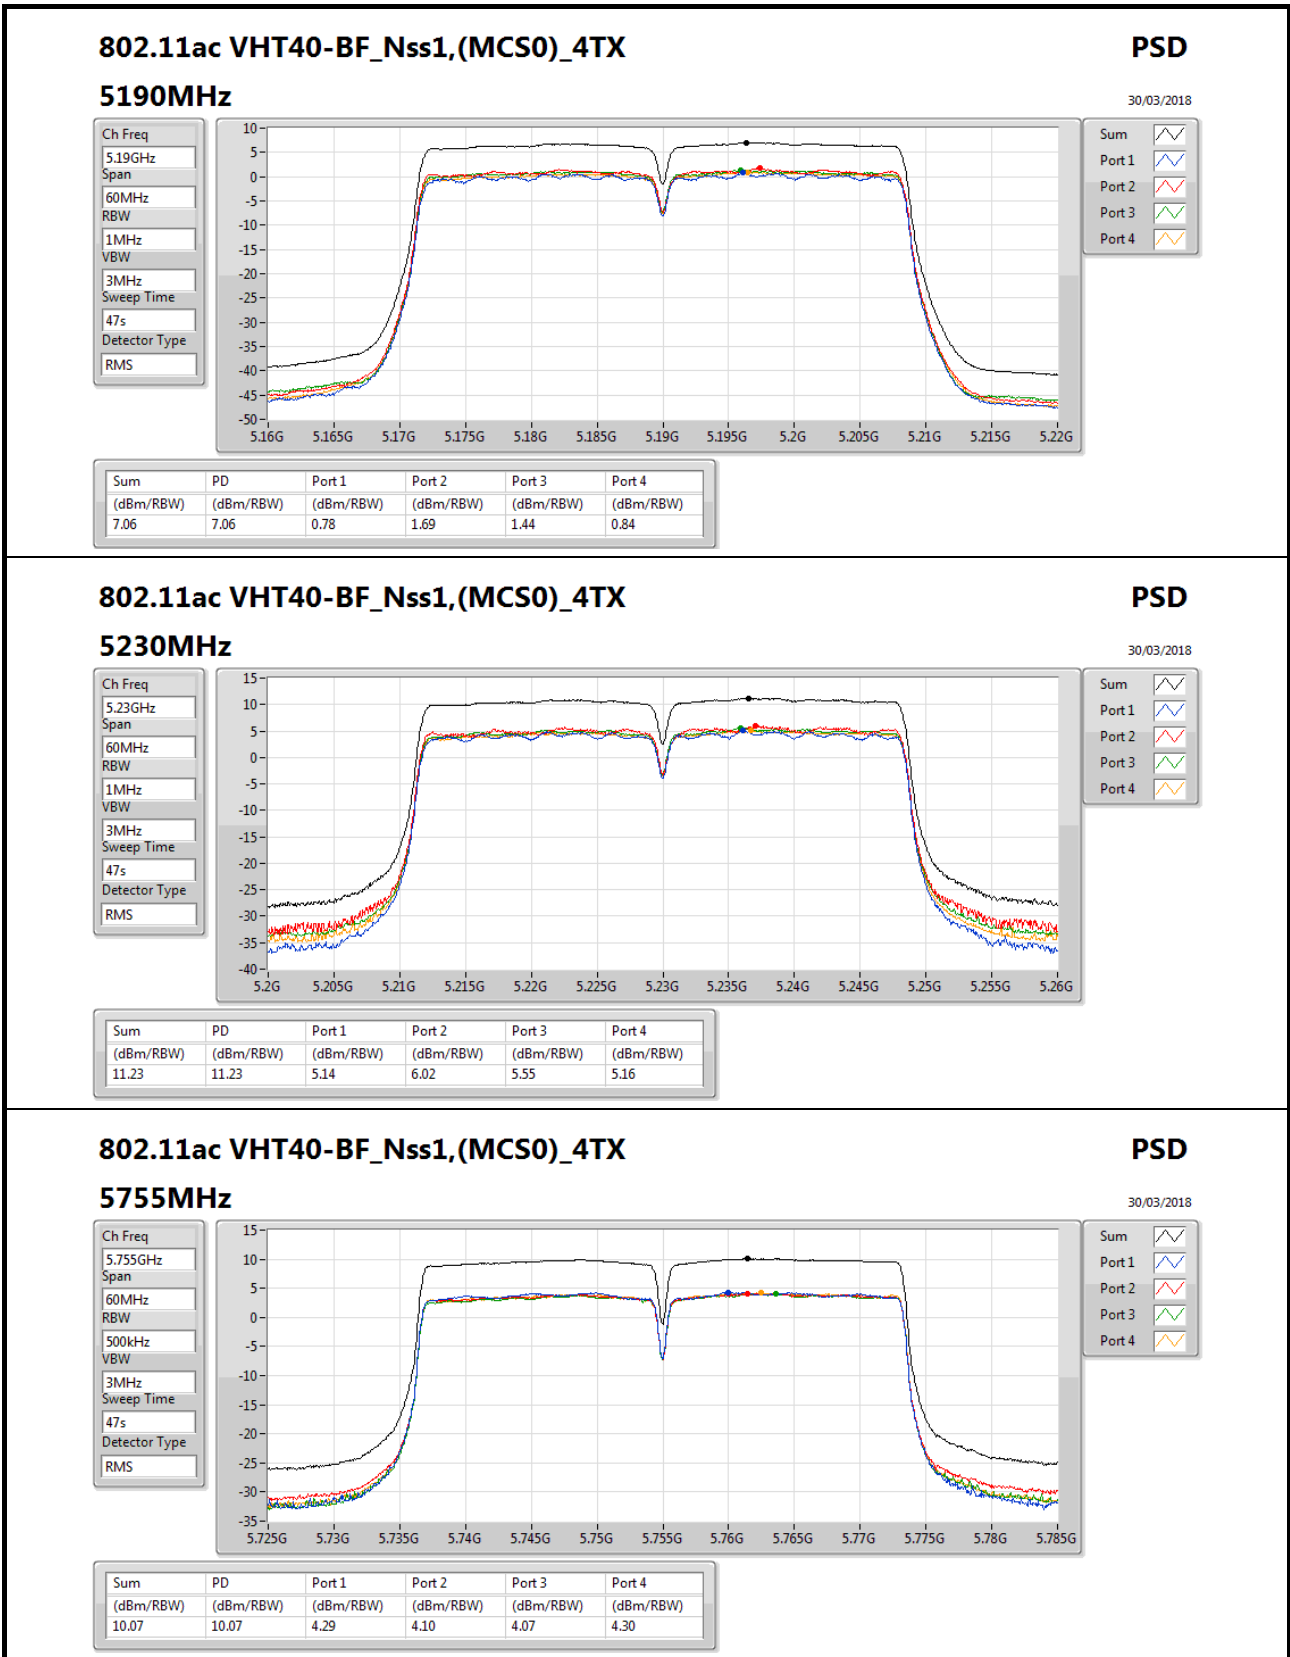 802.11ac VHT40-BF_Nss1,(MCS0)_4TX PSD
5190MHz 30/03/2018
Ch Freq
5.19GHz
Span
60MHz
RBW
1MHz
VBW
3MHz
Sweep Time
47s
Detector Type
RMS
10
5
0
-5
-10
-15
-20
-25
-30
-35
-40
-45
-50
5.16G 5.165G 5.17G 5.175G 5.18G 5.185G 5.19G 5.195G 5.2G 5.205G 5.21G 5.215G 5.22G
Sum
Port 1
Port 2
Port 3
Port 4
Sum PD Port 1 Port 2 Port 3 Port 4
(dBm/RBW) (dBm/RBW) (dBm/RBW) (dBm/RBW) (dBm/RBW) (dBm/RBW)
7.06 7.06 0.78 1.69 1.44 0.84
802.11ac VHT40-BF_Nss1,(MCS0)_4TX PSD
5230MHz 30/03/2018
Ch Freq
5.23GHz
Span
60MHz
RBW
1MHz
VBW
3MHz
Sweep Time
47s
Detector Type
RMS
15
10
5
0
-5
-10
-15
-20
-25
-30
-35
-40
5.2G 5.205G 5.21G 5.215G 5.22G 5.225G 5.23G 5.235G 5.24G 5.245G 5.25G 5.255G 5.26G
Sum
Port 1
Port 2
Port 3
Port 4
Sum PD Port 1 Port 2 Port 3 Port 4
(dBm/RBW) (dBm/RBW) (dBm/RBW) (dBm/RBW) (dBm/RBW) (dBm/RBW)
11.23 11.23 5.14 6.02 5.55 5.16
802.11ac VHT40-BF_Nss1,(MCS0)_4TX PSD
5755MHz 30/03/2018
Ch Freq
5.755GHz
Span
60MHz
RBW
500kHz
VBW
3MHz
Sweep Time
47s
Detector Type
RMS
15
10
5
0
-5
-10
-15
-20
-25
-30
-35
5.725G 5.73G 5.735G 5.74G 5.745G 5.75G 5.755G 5.76G 5.765G 5.77G 5.775G 5.78G 5.785G
Sum
Port 1
Port 2
Port 3
Port 4
Sum PD Port 1 Port 2 Port 3 Port 4
(dBm/RBW) (dBm/RBW) (dBm/RBW) (dBm/RBW) (dBm/RBW) (dBm/RBW)
10.07 10.07 4.29 4.10 4.07 4.30